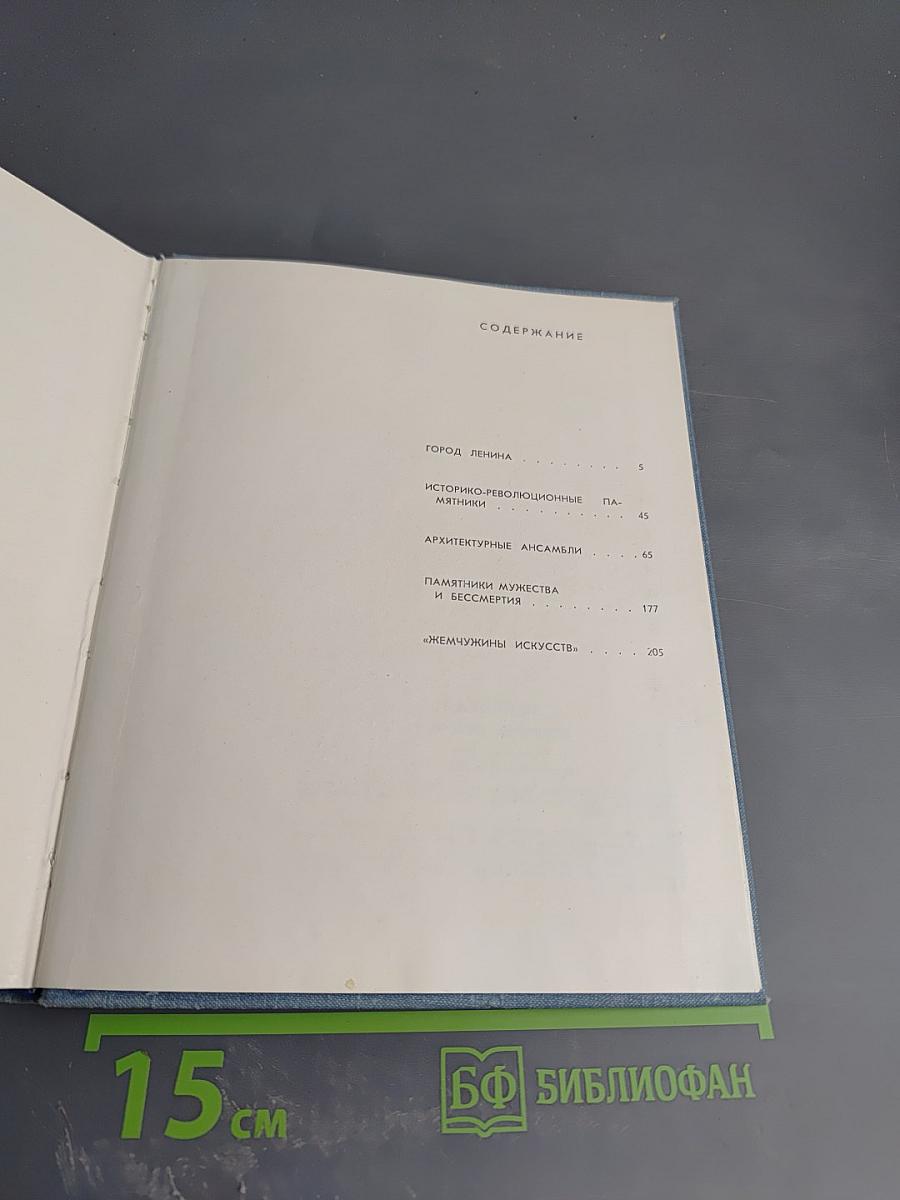 СОДЕРЖАНИЕ
ГОРОД ЛЕНИНА . . . . . . . . 5
ИСТОРИКО-РЕВОЛЮЦИОННЫЕ ПА-
МЯТНИКИ . . . . . . . . . . 45
АРХИТЕКТУРНЫЕ АНСАМБЛИ . . . . 65
ПАМЯТНИКИ МУЖЕСТВА
И БЕССМЕРТИЯ . . . . . . . . 177
«ЖЕМЧУЖИНЫ ИСКУССТВ» . . . . 205
15 см
БФ БИБЛИОФАН